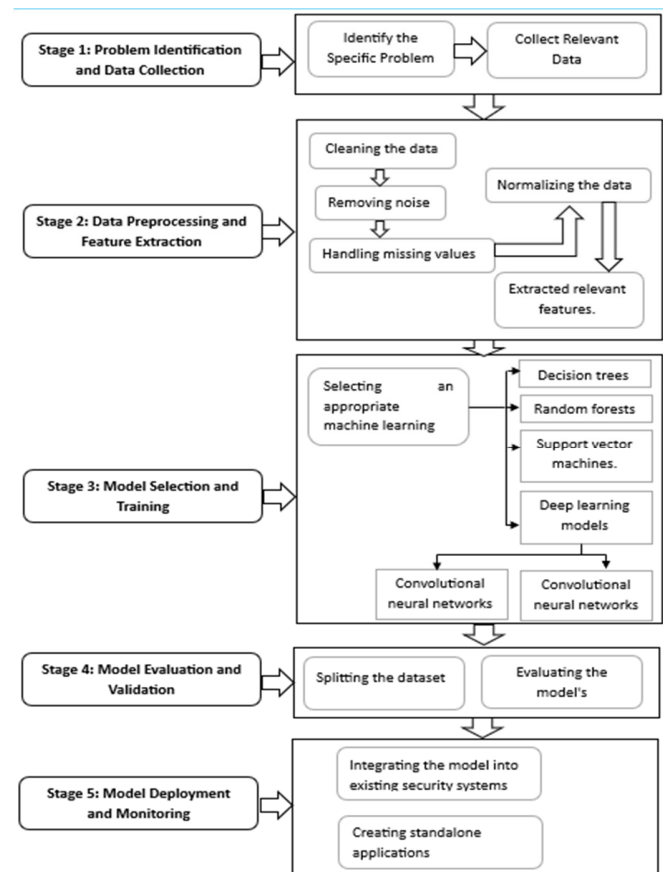 Stage 1: Problem Identification
and Data Collection
Identify the
Specific Problem
Collect Relevant
Data
Stage 2: Data Preprocessing and
Feature Extraction
Cleaning the data
Removing noise
Handling missing values
Normalizing the data
Extracted relevant
features.
Stage 3: Model Selection and
Training
Selecting an
appropriate
machine learning
Decision trees
Random forests
Support vector
machines.
Deep learning
models
Convolutional
neural networks
Convolutional
neural networks
Stage 4: Model Evaluation and
Validation
Splitting the dataset
Evaluating the
model's
Stage 5: Model Deployment
and Monitoring
Integrating the model into
existing security systems
Creating standalone
applications